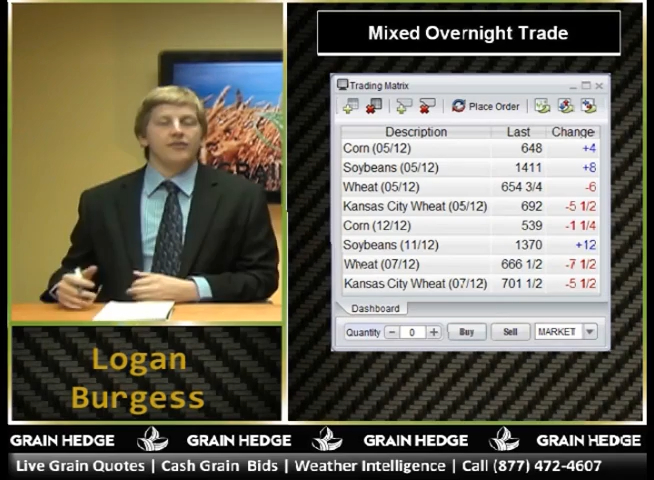 Mixed Overnight Trade
Trading Matrix
Place Order
Description Last Change
Corn (05/12) 648 +4
Soybeans (05/12) 1411 +8
Wheat (05/12) 654 3/4 -6
Kansas City Wheat (05/12) 692 -5 1/2
Corn (12/12) 539 -1 1/4
Soybeans (11/12) 1370 +12
Wheat (07/12) 666 1/2 -7 1/2
Kansas City Wheat (07/12) 701 1/2 -5 1/2
Dashboard
Quantity − 0 + Buy Sell MARKET
Logan
Burgess
GRAIN HEDGE GRAIN HEDGE GRAIN HEDGE GRAIN HEDGE
Live Grain Quotes | Cash Grain Bids | Weather Intelligence | Call (877) 472-4607